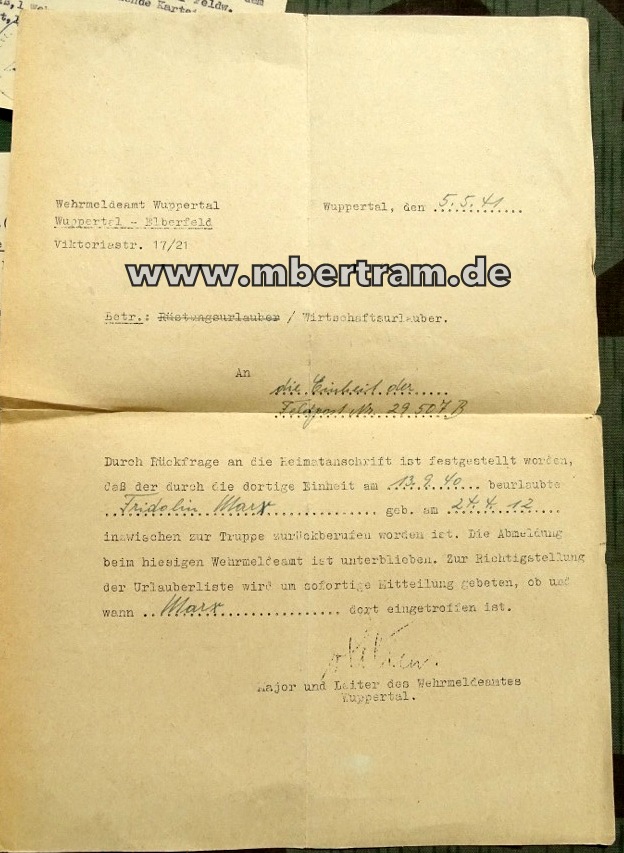 Feldw.
Wehrmeldeamt Wuppertal
Wuppertal, den 5.5.41
Wuppertal - Elberfeld
Viktoriastr. 17/21
www.mbertram.de
Betr.: Rüstungsurlauber / Wirtschaftsurlauber.
An
die Einheit der
Feldpost Nr. 29 507 B
Durch Rückfrage an die Heimatanschrift ist festgestellt worden,
daß der durch die dortige Einheit am 13.9.40 beurlaubte
Fridolin Marx geb. am 24.4.12
inzwischen zur Truppe zurückberufen worden ist. Die Abmeldung
beim hiesigen Wehrmeldeamt ist unterblieben. Zur Richtigstellung
der Urlauberliste wird um sofortige Mitteilung gebeten, ob und
wann Marx dort eingetroffen ist.
Major und Leiter des Wehrmeldeamtes
Wuppertal.